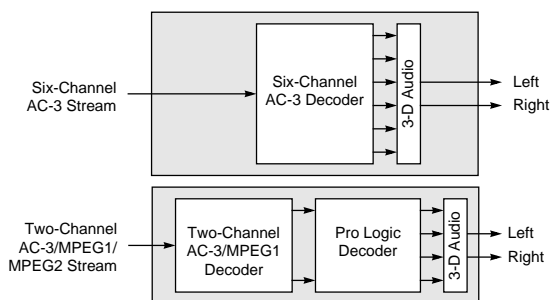 Six-Channel
AC-3 Stream
Six-Channel
AC-3 Decoder
3-D Audio
Left
Right
Two-Channel
AC-3/MPEG1/
MPEG2 Stream
Two-Channel
AC-3/MPEG1
Decoder
Pro Logic
Decoder
3-D Audio
Left
Right